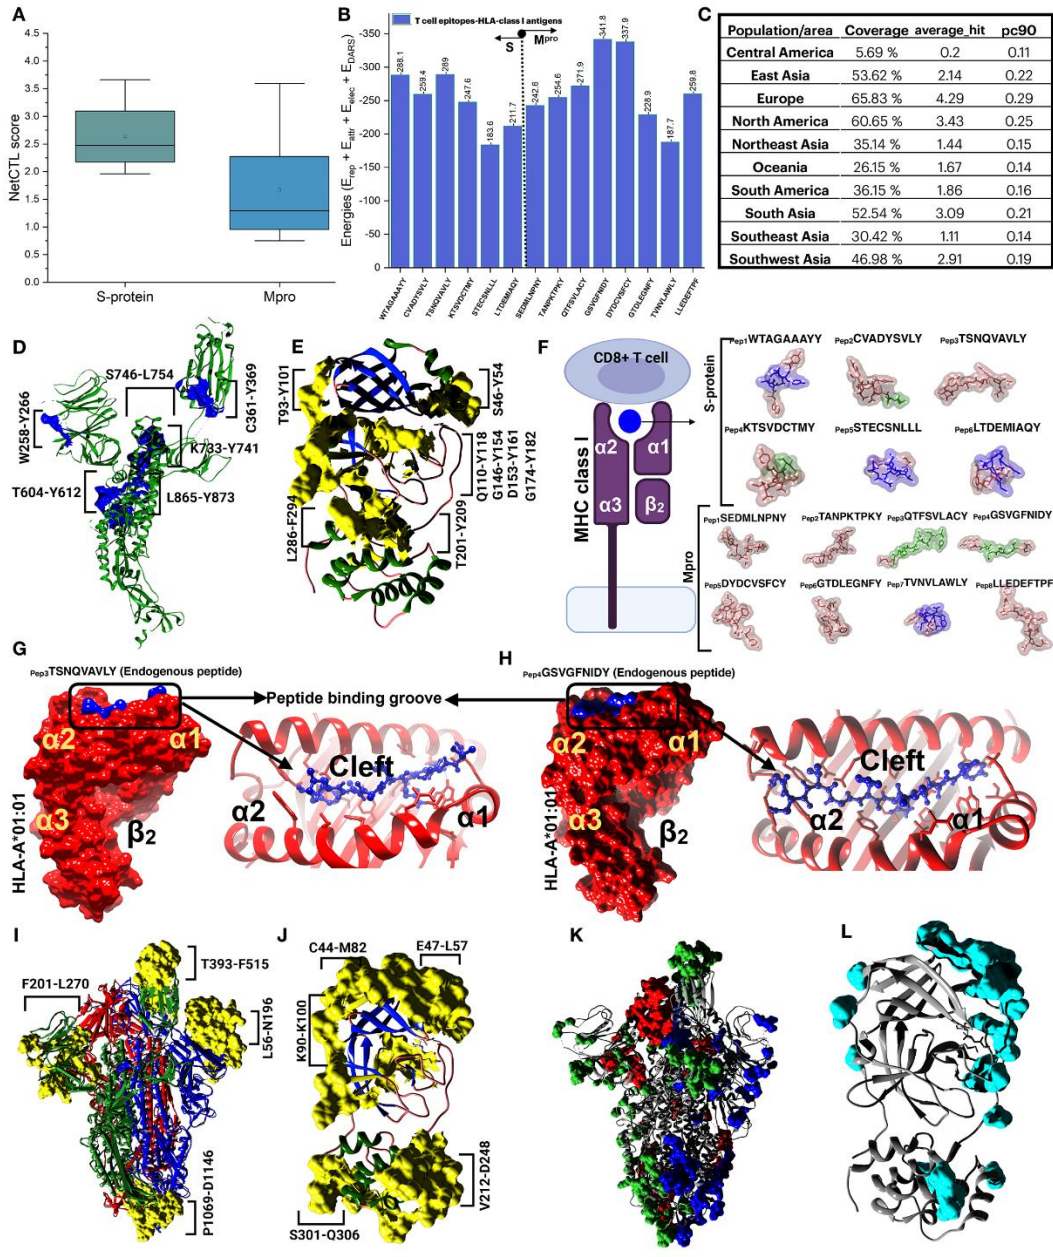 A
NetCTL score
4.5
4.0
3.5
3.0
2.5
2.0
1.5
1.0
0.5
0.0
S-protein
Mpro
B
T cell epitopes-HLA-class I antigens
S
Mpro
Energies (Erep + Eattr + Eelec + EDARS)
-350
-300
-250
-200
-150
-100
-50
0
-288.1
-259.4
-289
-247.6
-183.6
-211.7
-242.6
-254.6
-271.9
-341.8
-337.9
-228.9
-187.7
-259.8
WTAGAAAYY
CVADYSVLY
TSNQVAVLY
KTSVDCTMY
STECSNLLL
LTDEMIAQY
SEDMLNPNY
TANPKTPKY
QTFSVLACY
GSVGFNIDY
DYDCVSFCY
GTDLEGNFY
TVNVLAWLY
LLEDEFTPF
C
Population/area Coverage average_hit pc90
Central America 5.69 % 0.2 0.11
East Asia 53.62 % 2.14 0.22
Europe 65.83 % 4.29 0.29
North America 60.65 % 3.43 0.25
Northeast Asia 35.14 % 1.44 0.15
Oceania 26.15 % 1.67 0.14
South America 36.15 % 1.86 0.16
South Asia 52.54 % 3.09 0.21
Southeast Asia 30.42 % 1.11 0.14
Southwest Asia 46.98 % 2.91 0.19
D
S746-L754
W258-Y266
C361-Y369
K733-Y741
T604-Y612
L865-Y873
E
T93-Y101
S46-Y54
Q110-Y118
G146-Y154
D153-Y161
G174-Y182
L286-F294
T201-Y209
F
CD8+ T cell
MHC class I
α2
α1
α3
β2
S-protein
Pep1WTAGAAAYY
Pep2CVADYSVLY
Pep3TSNQVAVLY
Pep4KTSVDCTMY
Pep5STECSNLLL
Pep6LTDEMIAQY
Mpro
Pep1SEDMLNPNY
Pep2TANPKTPKY
Pep3QTFSVLACY
Pep4GSVGFNIDY
Pep5DYDCVSFCY
Pep6GTDLEGNFY
Pep7TVNVLAWLY
Pep8LLEDEFTPF
G
Pep3TSNQVAVLY (Endogenous peptide)
Peptide binding groove
α2
α1
α3
β2
HLA-A*01:01
Cleft
α2
α1
H
Pep4GSVGFNIDY (Endogenous peptide)
α2
α1
α3
β2
HLA-A*01:01
Cleft
α2
α1
I
T393-F515
F201-L270
L56-N196
P1069-D1146
J
C44-M82
E47-L57
K90-K100
V212-D248
S301-Q306
K
L